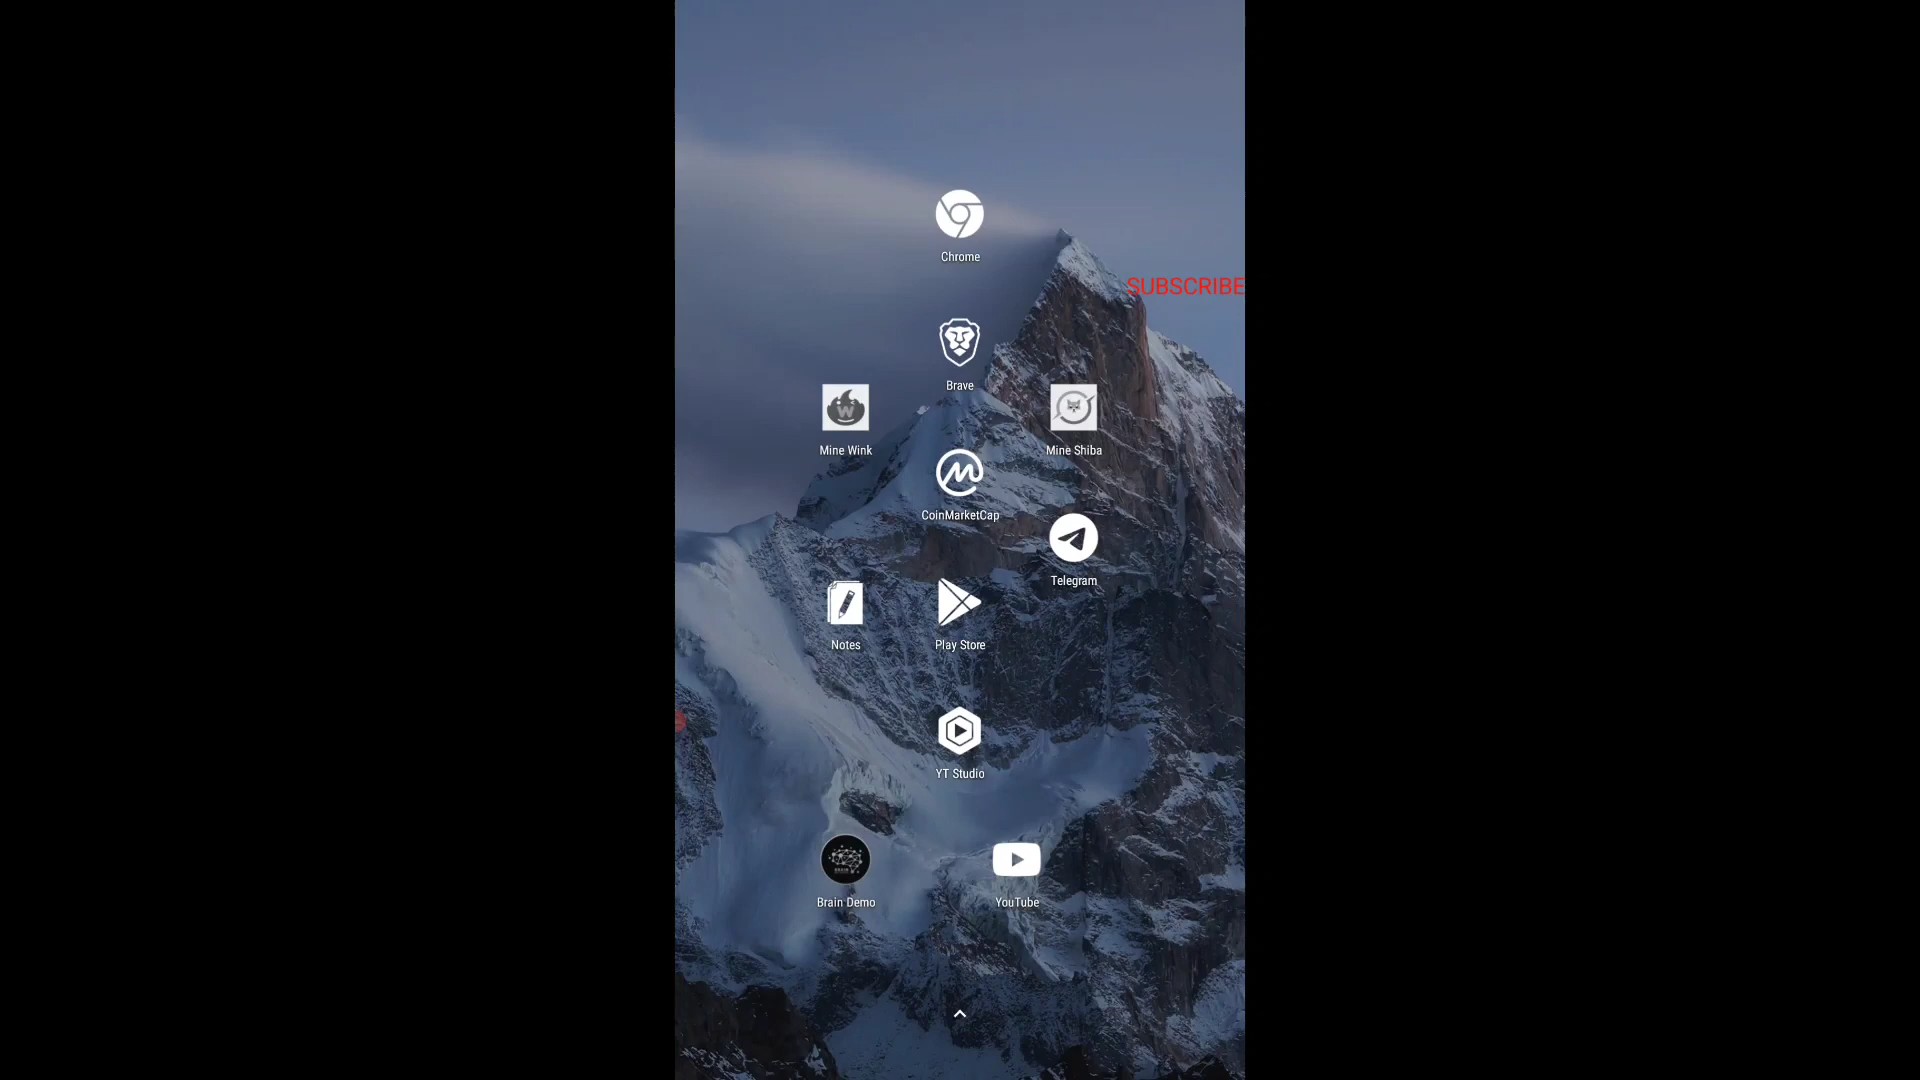 Chrome
SUBSCRIBE
Brave
Mine Wink
Mine Shiba
CoinMarketCap
Telegram
Notes
Play Store
YT Studio
Brain Demo
YouTube